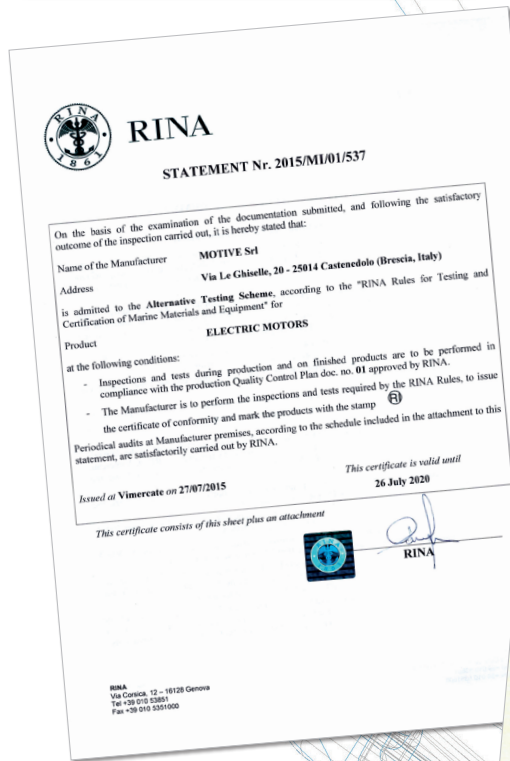 RINA
1861
RINA
STATEMENT Nr. 2015/MI/01/537
On the basis of the examination of the documentation submitted, and following the satisfactory
outcome of the inspection carried out, it is hereby stated that:
Name of the Manufacturer MOTIVE Srl
Address Via Le Ghiselle, 20 - 25014 Castenedolo (Brescia, Italy)
is admitted to the Alternative Testing Scheme, according to the "RINA Rules for Testing and
Certification of Marine Materials and Equipment" for
Product ELECTRIC MOTORS
at the following conditions:
- Inspections and tests during production and on finished products are to be performed in
compliance with the production Quality Control Plan doc. no. 01 approved by RINA.
- The Manufacturer is to perform the inspections and tests required by the RINA Rules, to issue
the certificate of conformity and mark the products with the stamp
Periodical audits at Manufacturer premises, according to the schedule included in the attachment to this
statement, are satisfactorily carried out by RINA.
Issued at Vimercate on 27/07/2015
This certificate is valid until
26 July 2020
This certificate consists of this sheet plus an attachment
RINA
RINA
Via Corsica, 12 – 16128 Genova
Tel +39 010 53851
Fax +39 010 5351000